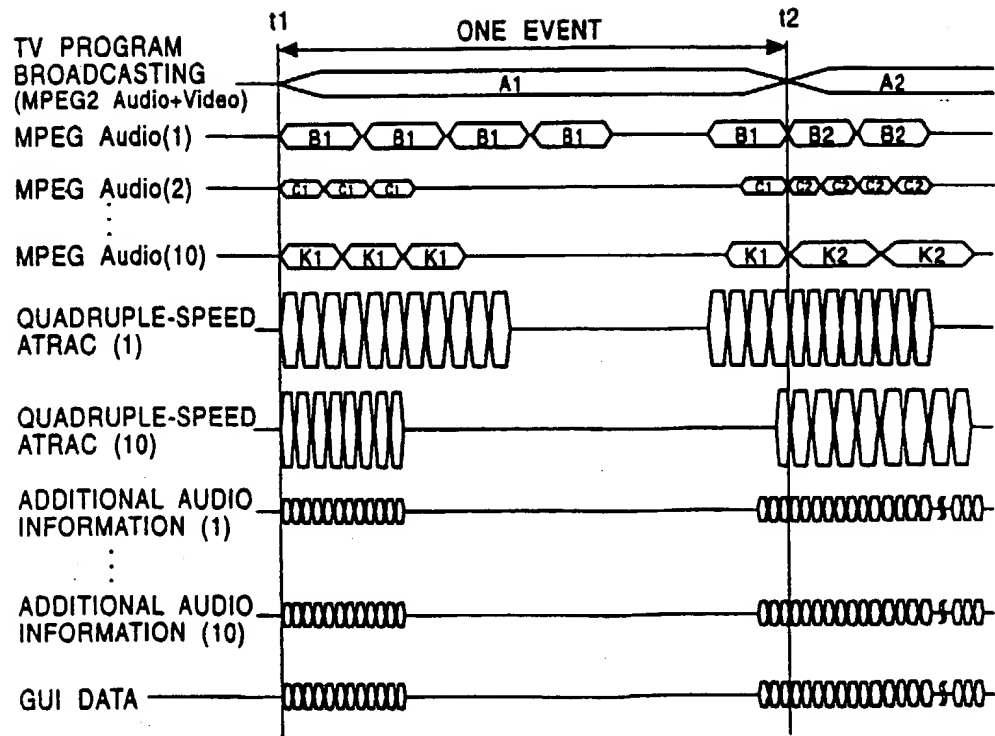 t1 ONE EVENT t2
TV PROGRAM
BROADCASTING
(MPEG2 Audio+Video)
A1 A2
MPEG Audio(1) B1 B1 B1 B1 B1 B2 B2
MPEG Audio(2) C1 C1 C1 C1 C2 C2 C2 C2
MPEG Audio(10) K1 K1 K1 K1 K2 K2
QUADRUPLE-SPEED
ATRAC (1)
QUADRUPLE-SPEED
ATRAC (10)
ADDITIONAL AUDIO
INFORMATION (1)
ADDITIONAL AUDIO
INFORMATION (10)
GUI DATA